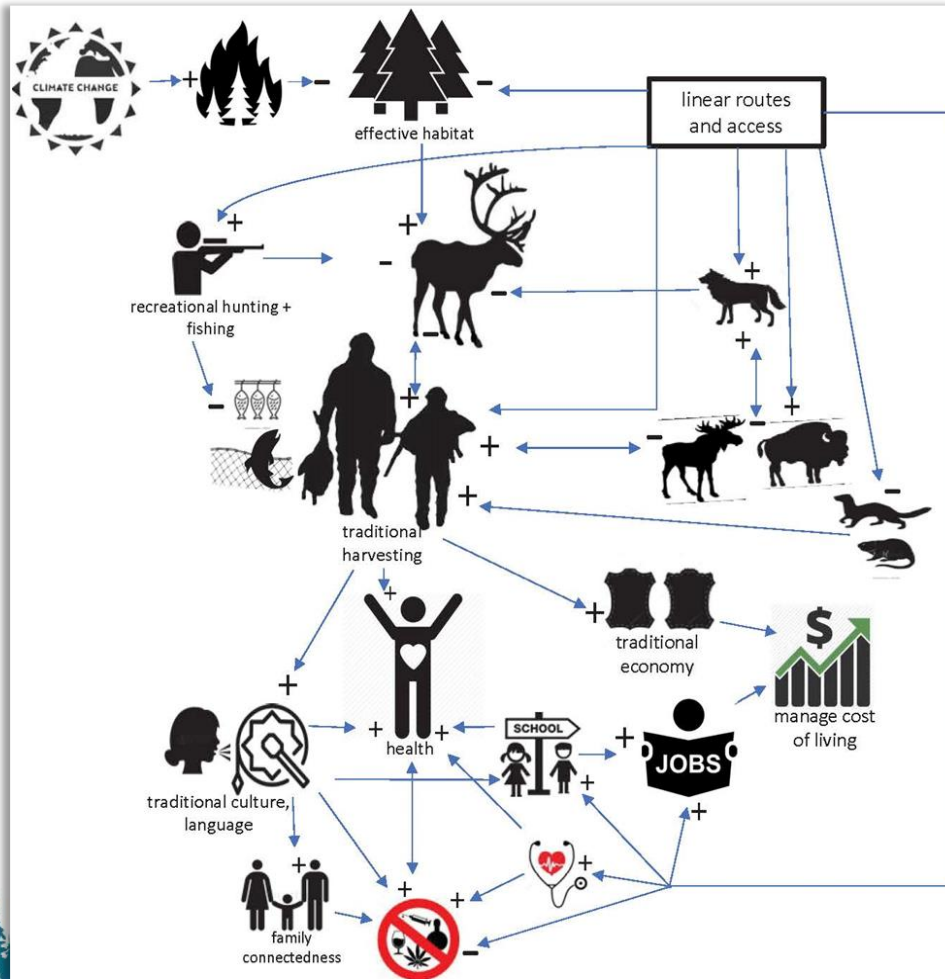 CLIMATE CHANGE
+
-
-
effective habitat
linear routes
and access
+
+
-
-
+
recreational hunting +
fishing
-
+
-
+
-
+
-
+
-
+
-
traditional
harvesting
+
+
traditional
economy
$
manage cost
of living
+
+
+
health
SCHOOL
+
+
JOBS
+
traditional culture,
language
+
+
+
+
-
family
connectedness